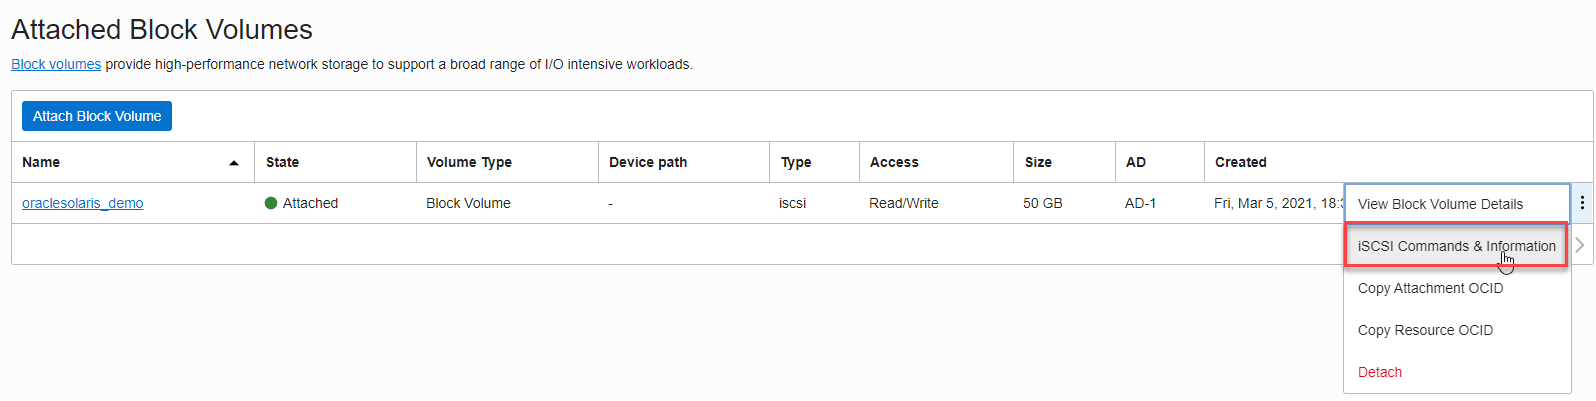 Attached Block Volumes
Block volumes provide high-performance network storage to support a broad range of I/O intensive workloads.
Attach Block Volume
Name State Volume Type Device path Type Access Size AD Created
oraclesolaris_demo Attached Block Volume - iscsi Read/Write 50 GB AD-1 Fri, Mar 5, 2021, 18:3
View Block Volume Details
iSCSI Commands & Information
Copy Attachment OCID
Copy Resource OCID
Detach